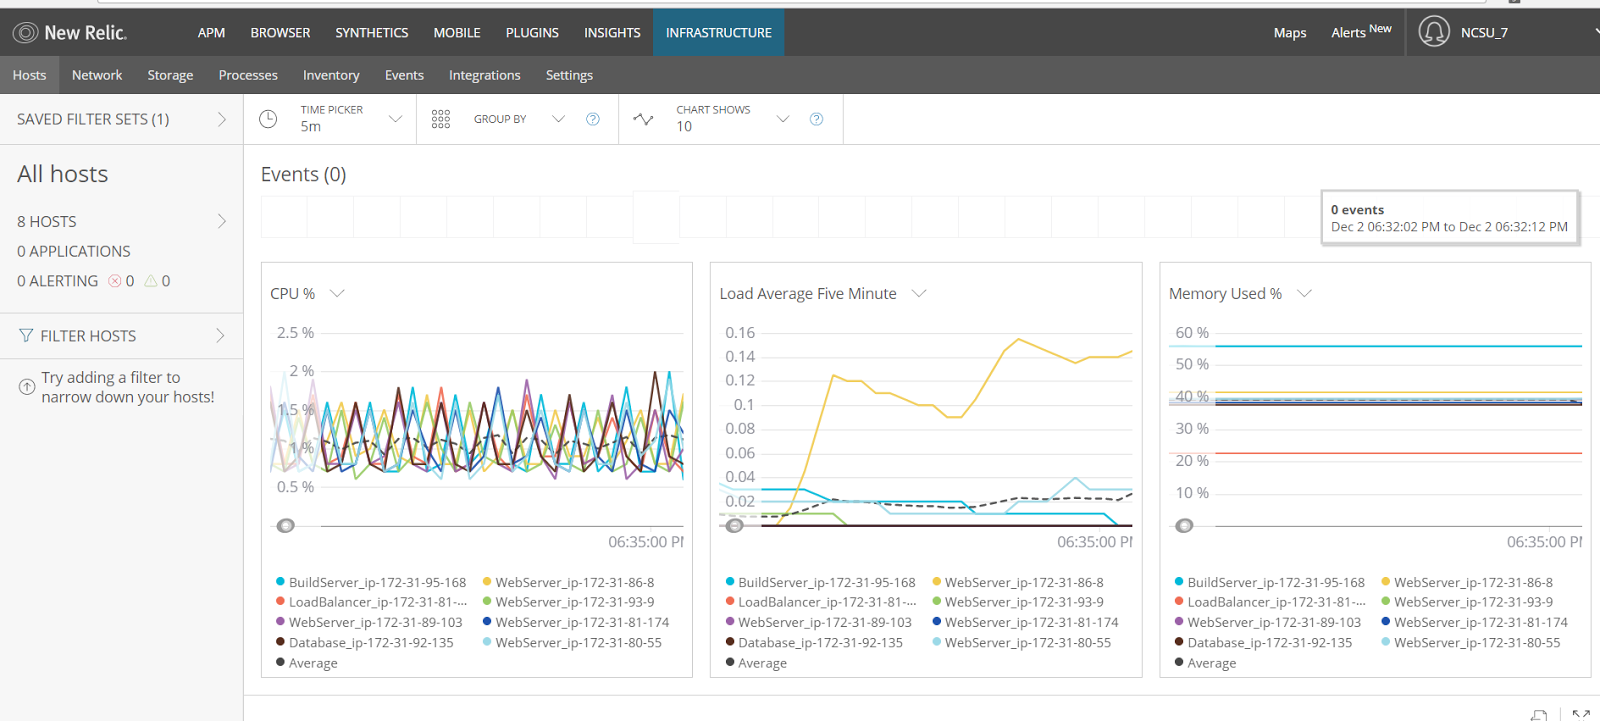 New Relic. APM BROWSER SYNTHETICS MOBILE PLUGINS INSIGHTS INFRASTRUCTURE Maps Alerts New NCSU_7
Hosts Network Storage Processes Inventory Events Integrations Settings
SAVED FILTER SETS (1)
TIME PICKER
5m
GROUP BY
?
CHART SHOWS
10
?
All hosts
8 HOSTS
0 APPLICATIONS
0 ALERTING 0 0
FILTER HOSTS
Try adding a filter to
narrow down your hosts!
Events (0)
0 events
Dec 2 06:32:02 PM to Dec 2 06:32:12 PM
CPU %
2.5 %
2 %
1.5 %
1 %
0.5 %
06:35:00 PM
BuildServer_ip-172-31-95-168 WebServer_ip-172-31-86-8
LoadBalancer_ip-172-31-81-... WebServer_ip-172-31-93-9
WebServer_ip-172-31-89-103 WebServer_ip-172-31-81-174
Database_ip-172-31-92-135 WebServer_ip-172-31-80-55
Average
Load Average Five Minute
0.16
0.14
0.12
0.1
0.08
0.06
0.04
0.02
06:35:00 PM
BuildServer_ip-172-31-95-168 WebServer_ip-172-31-86-8
LoadBalancer_ip-172-31-81-... WebServer_ip-172-31-93-9
WebServer_ip-172-31-89-103 WebServer_ip-172-31-81-174
Database_ip-172-31-92-135 WebServer_ip-172-31-80-55
Average
Memory Used %
60 %
50 %
40 %
30 %
20 %
10 %
06:35:00 PM
BuildServer_ip-172-31-95-168 WebServer_ip-172-31-86-8
LoadBalancer_ip-172-31-81-... WebServer_ip-172-31-93-9
WebServer_ip-172-31-89-103 WebServer_ip-172-31-81-174
Database_ip-172-31-92-135 WebServer_ip-172-31-80-55
Average